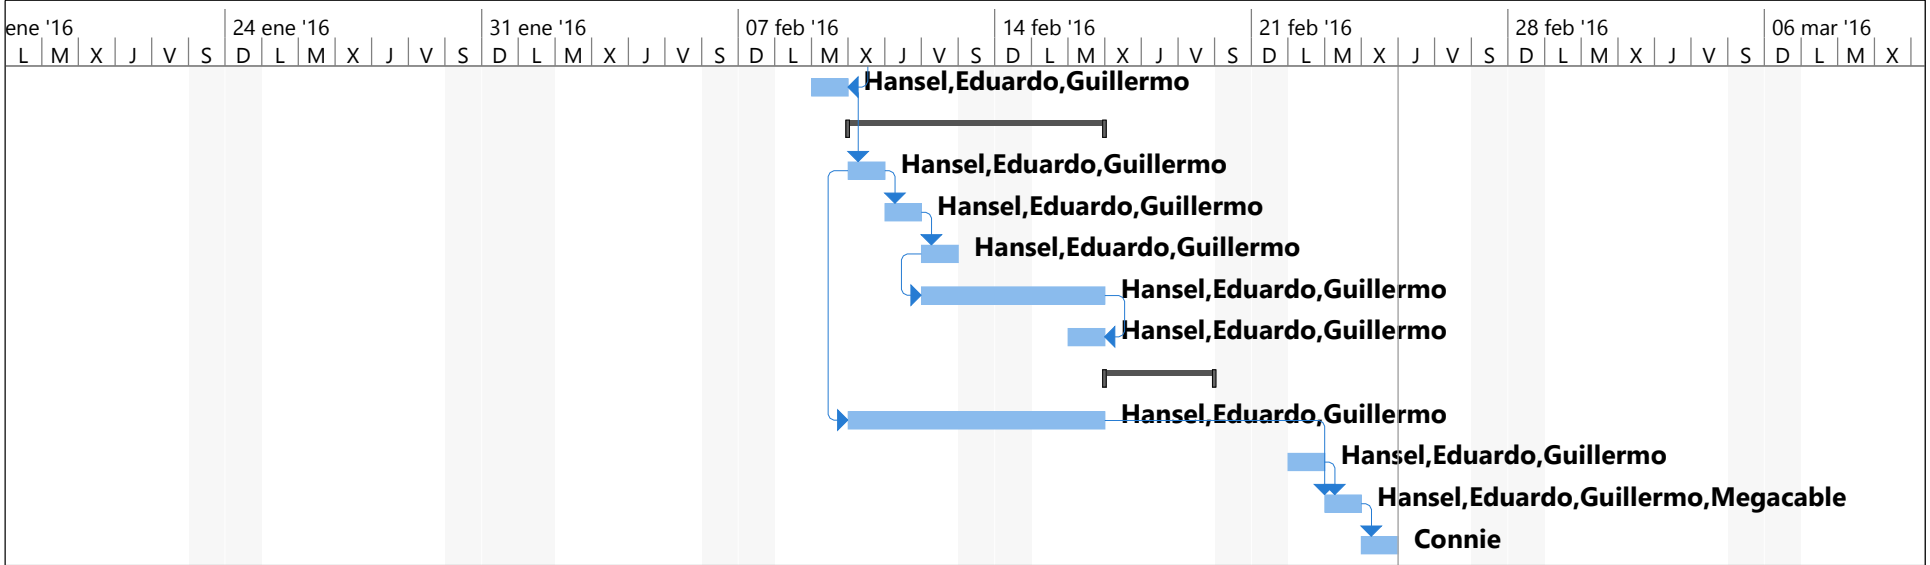 ene '16 24 ene '16 31 ene '16 07 feb '16 14 feb '16 21 feb '16 28 feb '16 06 mar '16
L M X J V S D L M X J V S D L M X J V S D L M X J V S D L M X J V S D L M X J V S D L M X J V S D L M X
Hansel,Eduardo,Guillermo
Hansel,Eduardo,Guillermo
Hansel,Eduardo,Guillermo
Hansel,Eduardo,Guillermo
Hansel,Eduardo,Guillermo
Hansel,Eduardo,Guillermo
Hansel,Eduardo,Guillermo
Hansel,Eduardo,Guillermo
Hansel,Eduardo,Guillermo,Megacable
Connie